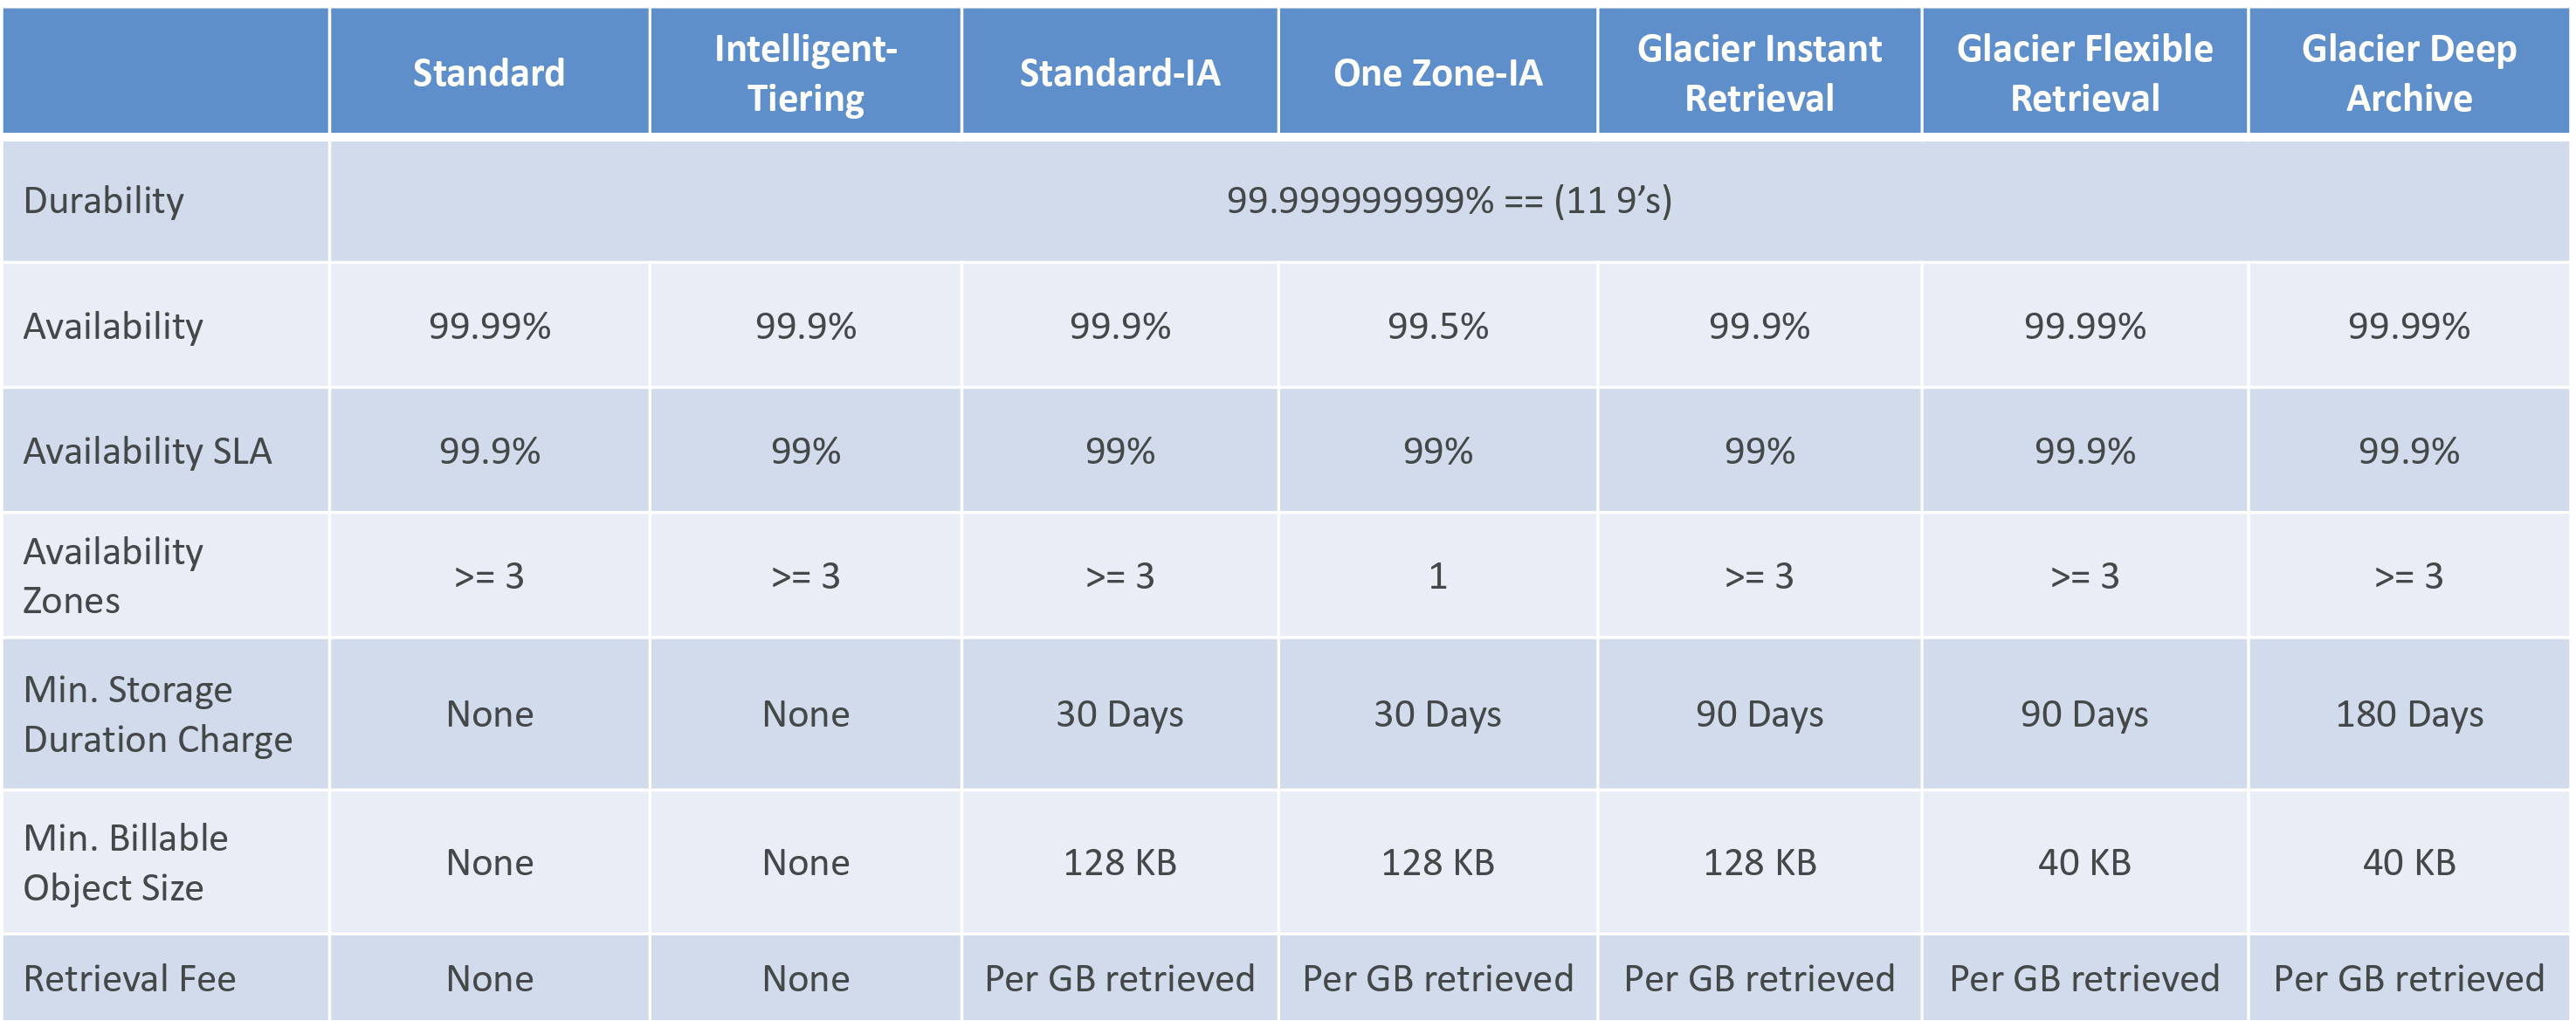 Standard
Intelligent-
Tiering
Standard-IA
One Zone-IA
Glacier Instant
Retrieval
Glacier Flexible
Retrieval
Glacier Deep
Archive
Durability
99.999999999% == (11 9’s)
Availability
99.99%
99.9%
99.9%
99.5%
99.9%
99.99%
99.99%
Availability SLA
99.9%
99%
99%
99%
99%
99.9%
99.9%
Availability
Zones
>= 3
>= 3
>= 3
1
>= 3
>= 3
>= 3
Min. Storage
Duration Charge
None
None
30 Days
30 Days
90 Days
90 Days
180 Days
Min. Billable
Object Size
None
None
128 KB
128 KB
128 KB
40 KB
40 KB
Retrieval Fee
None
None
Per GB retrieved
Per GB retrieved
Per GB retrieved
Per GB retrieved
Per GB retrieved